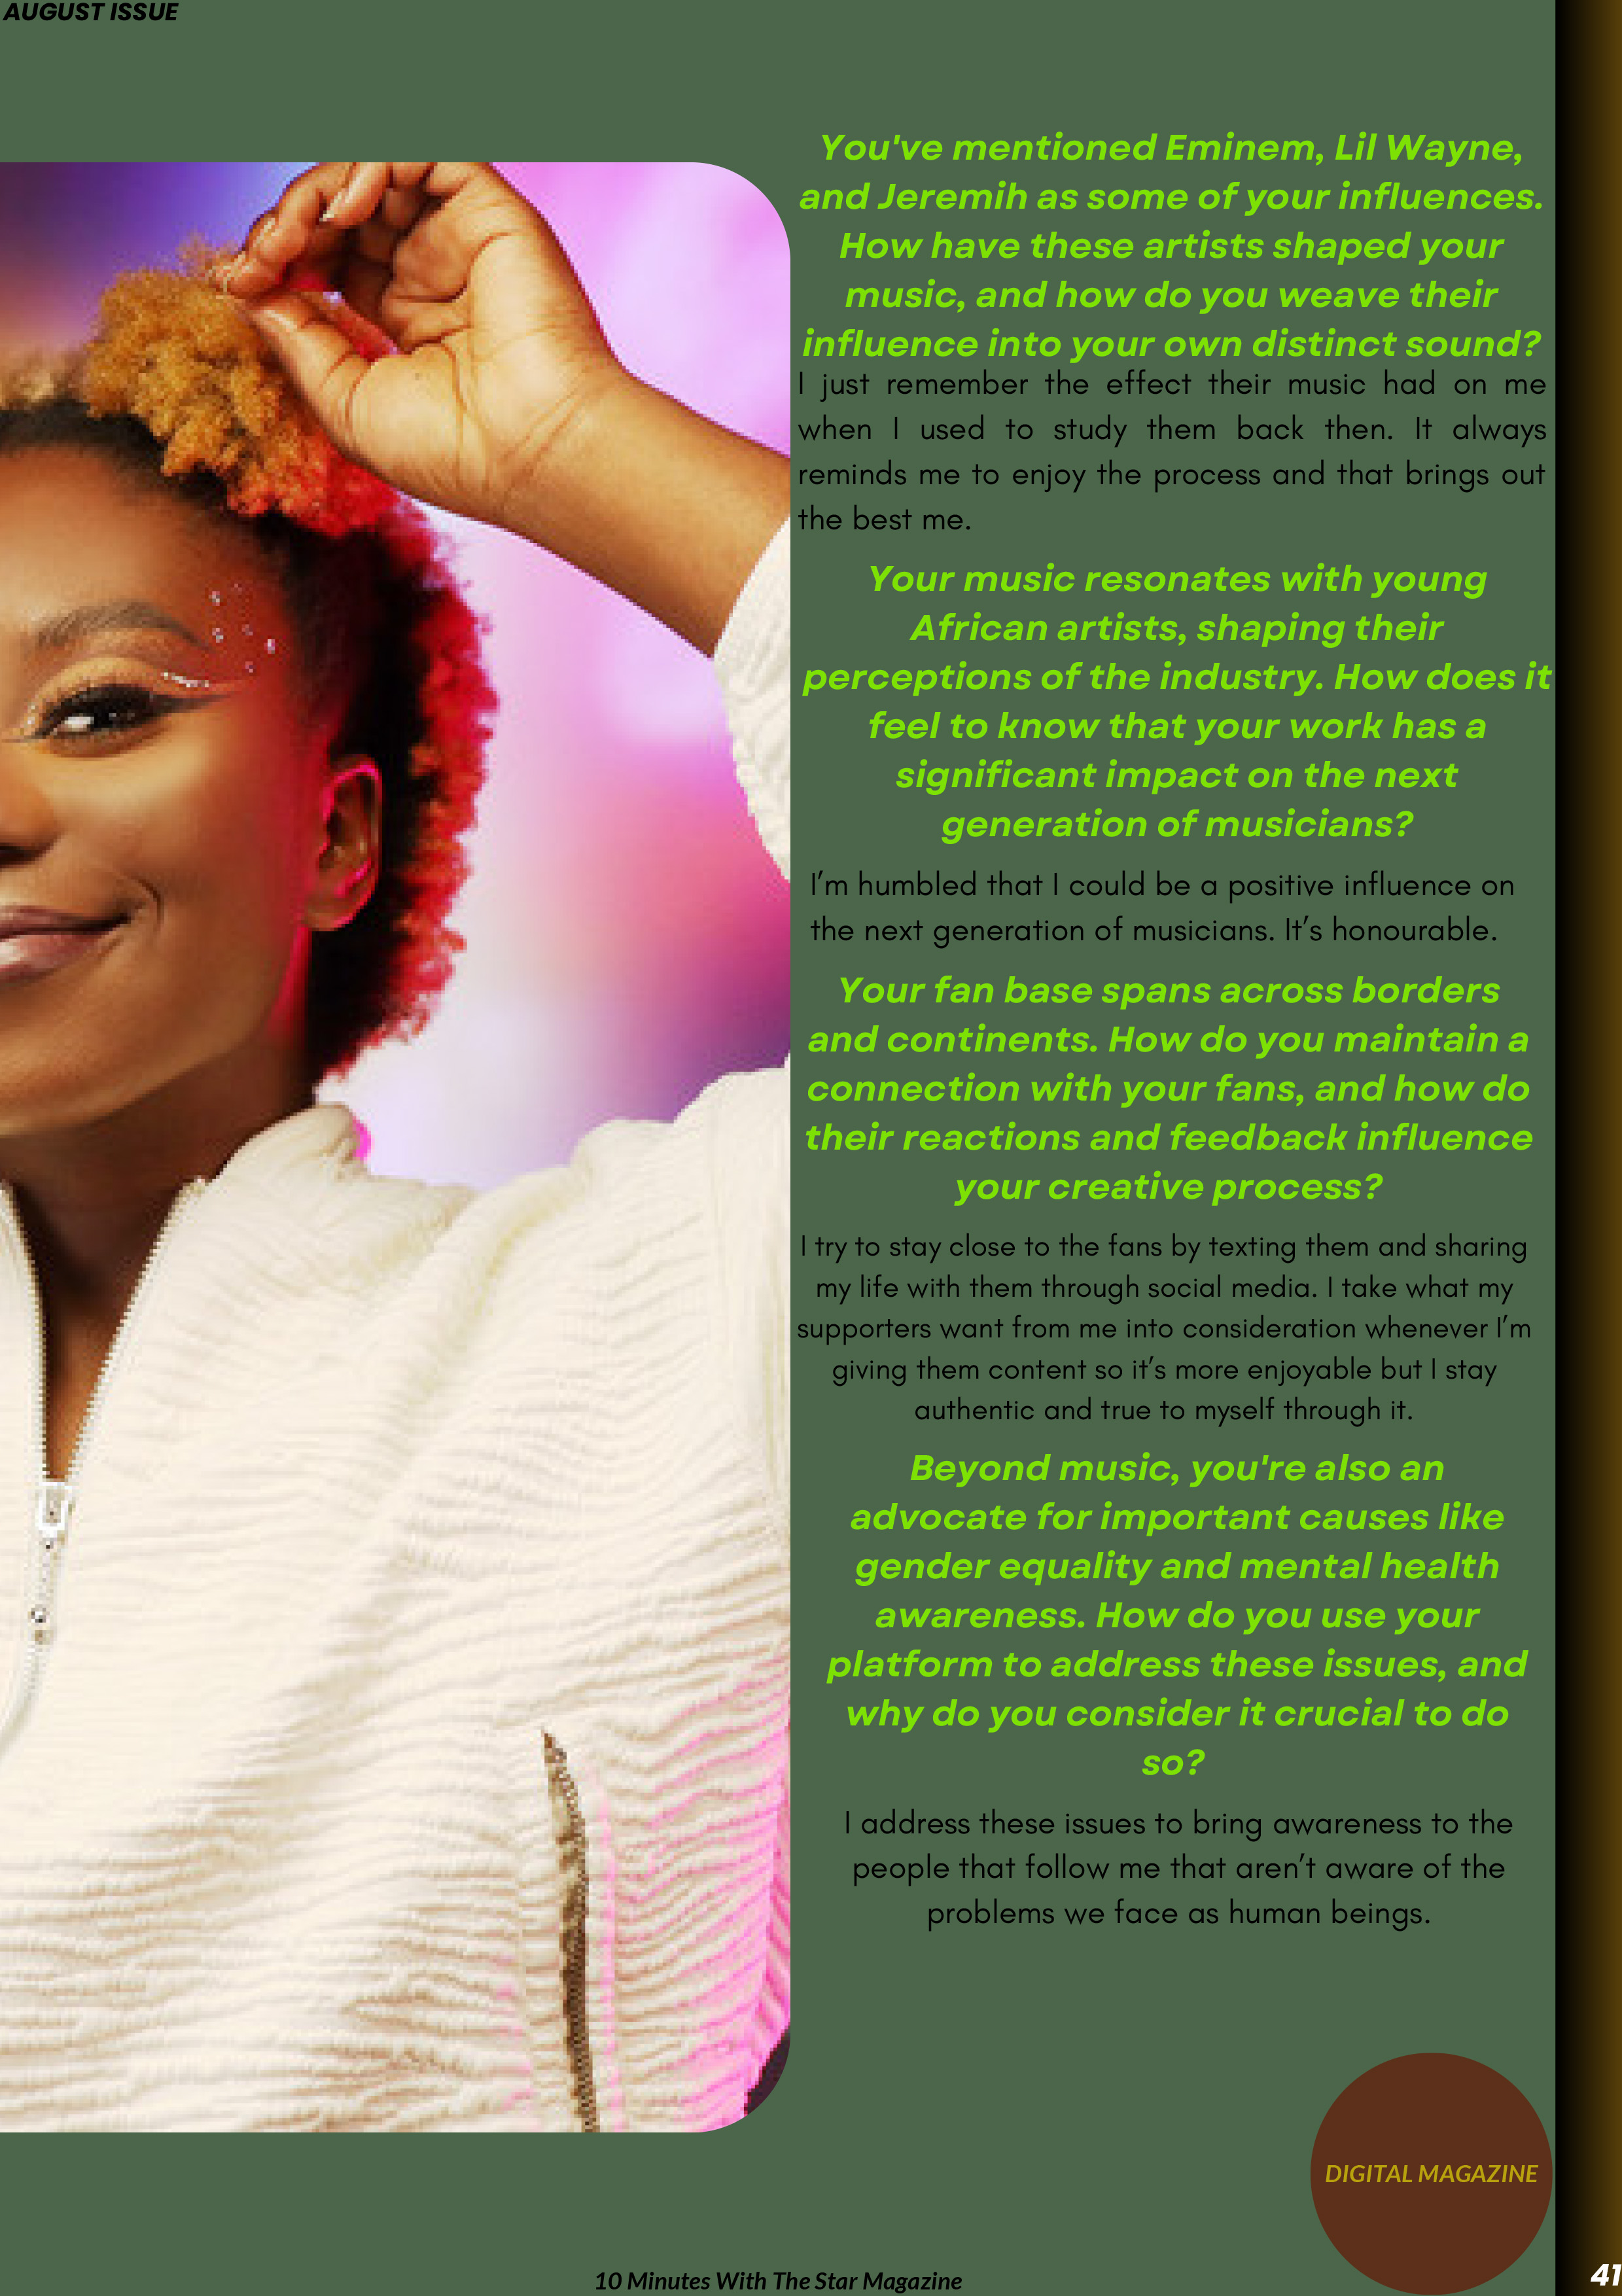 AUGUST ISSUE
You've mentioned Eminem, Lil Wayne,
and Jeremih as some of your influences.
How have these artists shaped your
music, and how do you weave their
influence into your own distinct sound?
I just remember the effect their music had on me
when I used to study them back then. It always
reminds me to enjoy the process and that brings out
the best me.
Your music resonates with young
African artists, shaping their
perceptions of the industry. How does it
feel to know that your work has a
significant impact on the next
generation of musicians?
I’m humbled that I could be a positive influence on
the next generation of musicians. It’s honourable.
Your fan base spans across borders
and continents. How do you maintain a
connection with your fans, and how do
their reactions and feedback influence
your creative process?
I try to stay close to the fans by texting them and sharing
my life with them through social media. I take what my
supporters want from me into consideration whenever I’m
giving them content so it’s more enjoyable but I stay
authentic and true to myself through it.
Beyond music, you're also an
advocate for important causes like
gender equality and mental health
awareness. How do you use your
platform to address these issues, and
why do you consider it crucial to do
so?
I address these issues to bring awareness to the
people that follow me that aren’t aware of the
problems we face as human beings.
DIGITAL MAGAZINE
10 Minutes With The Star Magazine
41